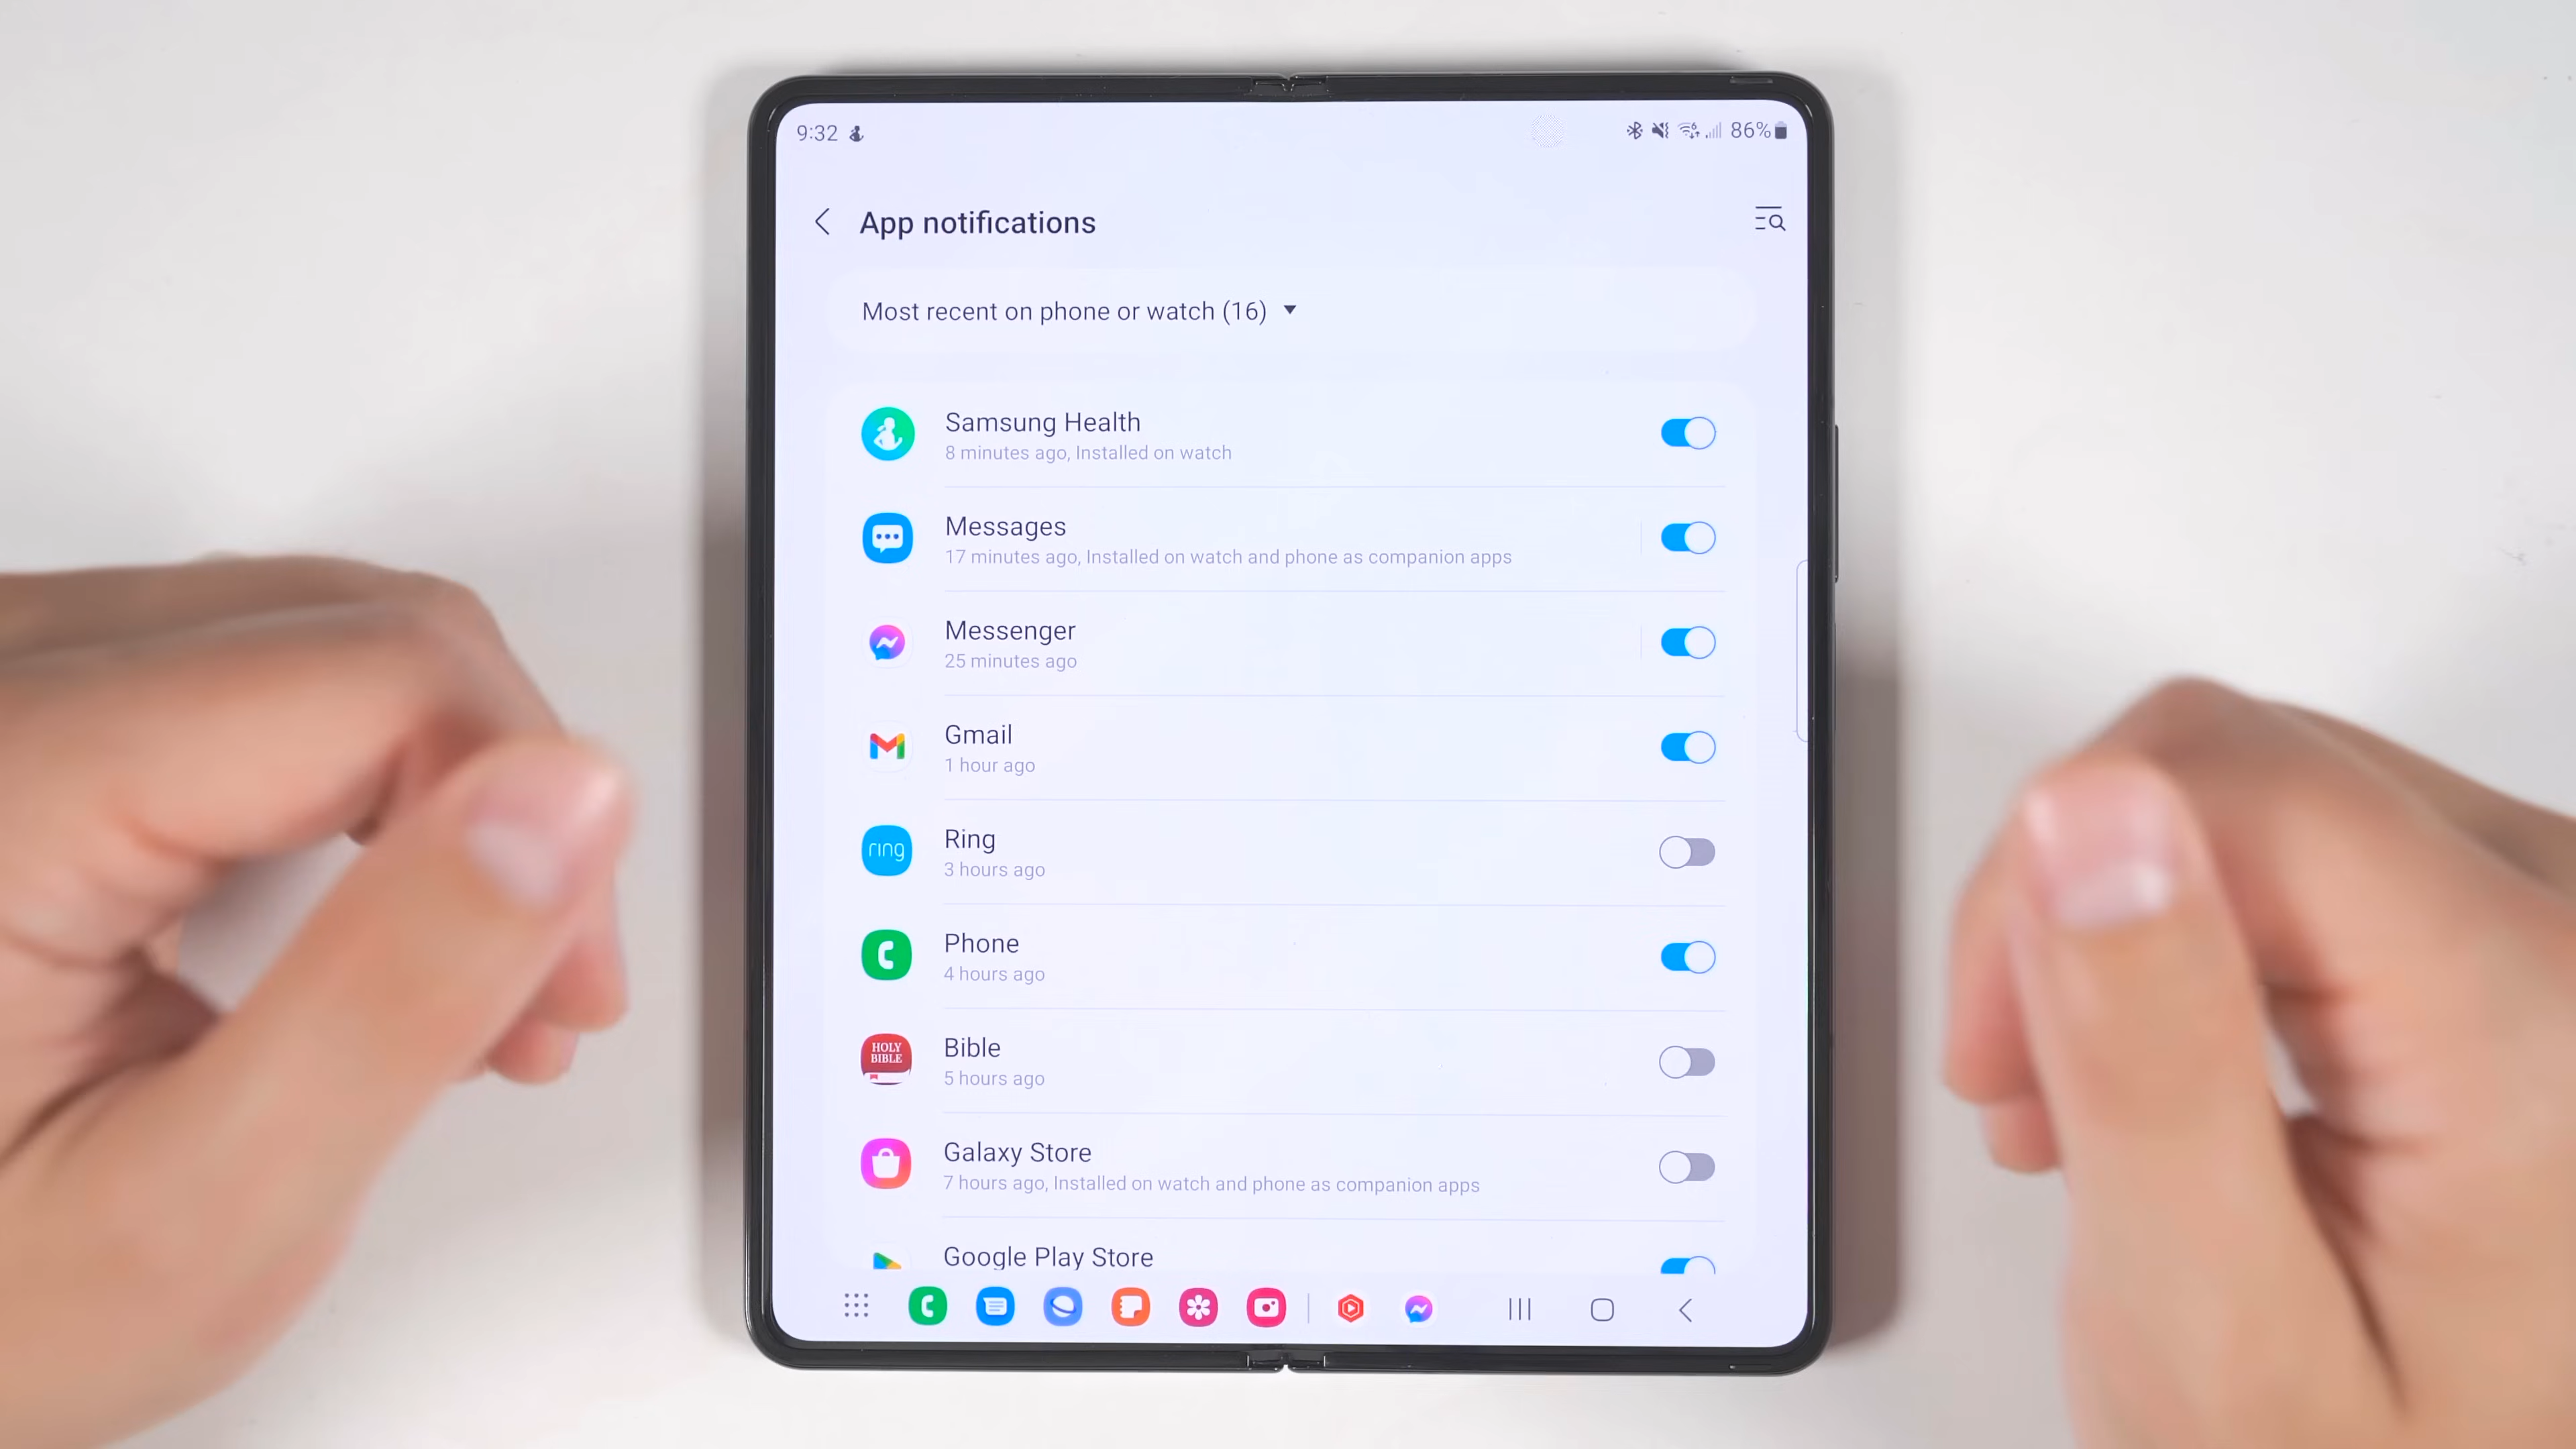 9:32
86%
App notifications
Most recent on phone or watch (16)
Samsung Health
8 minutes ago, Installed on watch
Messages
17 minutes ago, Installed on watch and phone as companion apps
Messenger
25 minutes ago
Gmail
1 hour ago
ring
Ring
3 hours ago
Phone
4 hours ago
HOLY
BIBLE
Bible
5 hours ago
Galaxy Store
7 hours ago, Installed on watch and phone as companion apps
Google Play Store